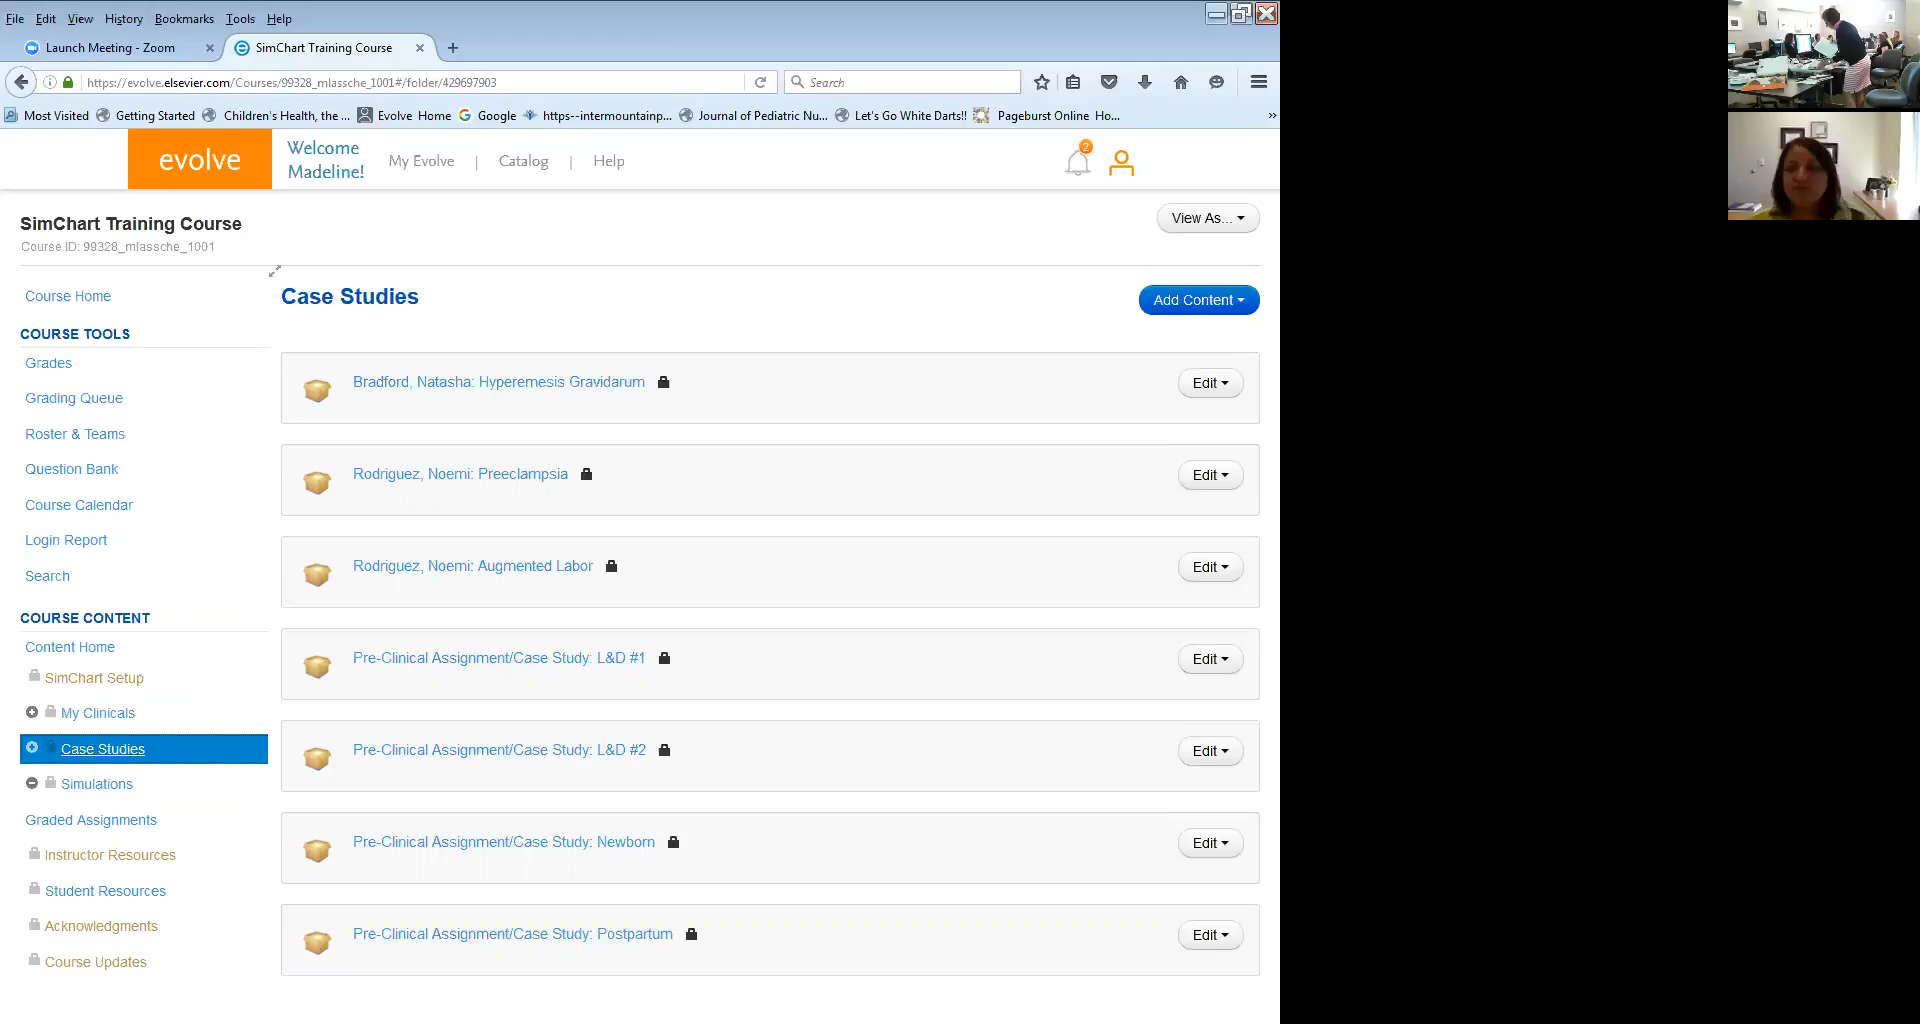 File Edit View History Bookmarks Tools Help
Launch Meeting - Zoom
SimChart Training Course
https://evolve.elsevier.com/Courses/99328_mlassche_1001#/folder/429697903
Search
Most Visited
Getting Started
Children's Health, the ...
Evolve Home
Google
https--intermountainp...
Journal of Pediatric Nu...
Let's Go White Darts!!
Pageburst Online Ho...
»
evolve
Welcome
Madeline!
My Evolve | Catalog | Help
2
SimChart Training Course
View As...
Course ID: 99328_mlassche_1001
Course Home
COURSE TOOLS
Grades
Grading Queue
Roster & Teams
Question Bank
Course Calendar
Login Report
Search
COURSE CONTENT
Content Home
SimChart Setup
My Clinicals
Case Studies
Simulations
Graded Assignments
Instructor Resources
Student Resources
Acknowledgments
Course Updates
Case Studies
Add Content
Bradford, Natasha: Hyperemesis Gravidarum
Edit
Rodriguez, Noemi: Preeclampsia
Edit
Rodriguez, Noemi: Augmented Labor
Edit
Pre-Clinical Assignment/Case Study: L&D #1
Edit
Pre-Clinical Assignment/Case Study: L&D #2
Edit
Pre-Clinical Assignment/Case Study: Newborn
Edit
Pre-Clinical Assignment/Case Study: Postpartum
Edit